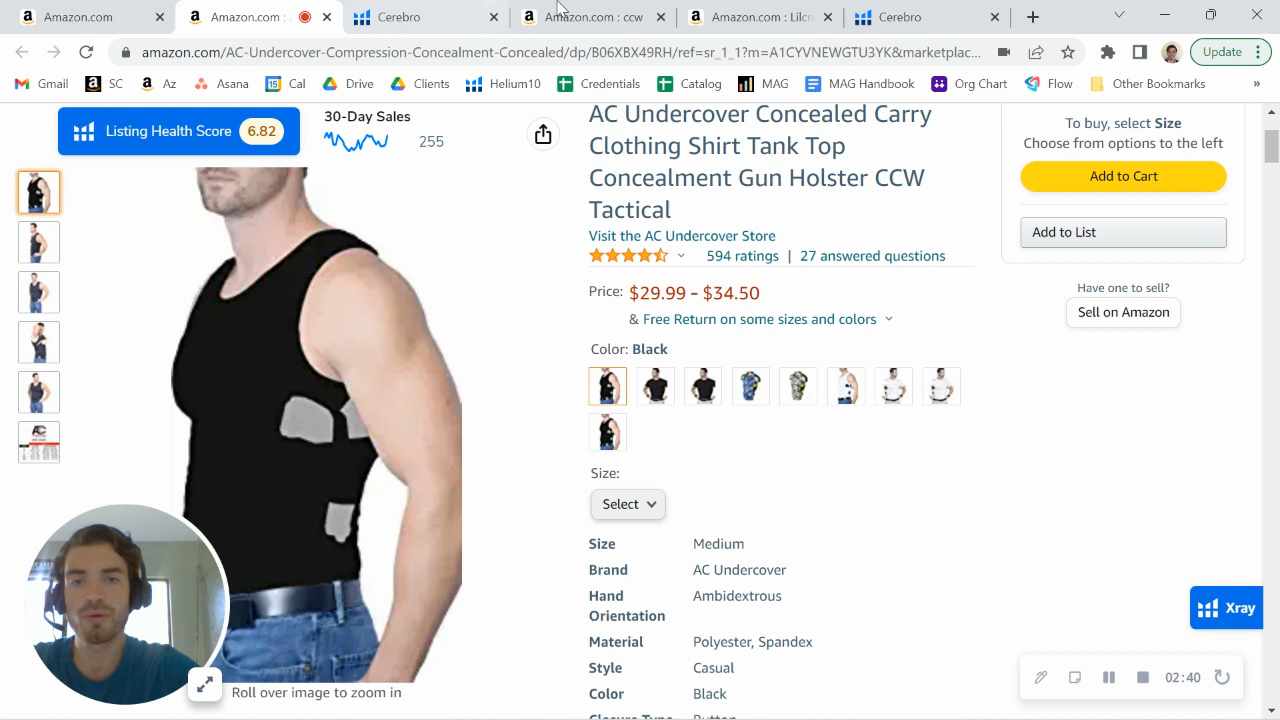 Amazon.com
Amazon.com :
Cerebro
Amazon.com : ccw
Amazon.com : Lilcr
Cerebro
amazon.com/AC-Undercover-Compression-Concealment-Concealed/dp/B06XBX49RH/ref=sr_1_1?m=A1CYVNEWGTU3YK&marketplac...
Update
Gmail
SC
Az
Asana
Cal
Drive
Clients
Helium10
Credentials
Catalog
MAG
MAG Handbook
Org Chart
Flow
Other Bookmarks
Listing Health Score 6.82
30-Day Sales
255
AC Undercover Concealed Carry
Clothing Shirt Tank Top
Concealment Gun Holster CCW
Tactical
Visit the AC Undercover Store
594 ratings | 27 answered questions
Price: $29.99 - $34.50
& Free Return on some sizes and colors
Color: Black
Size:
Select
Size Medium
Brand AC Undercover
Hand Ambidextrous
Orientation
Material Polyester, Spandex
Style Casual
Color Black
Closure Type Button
To buy, select Size
Choose from options to the left
Add to Cart
Add to List
Have one to sell?
Sell on Amazon
Xray
02:40
Roll over image to zoom in